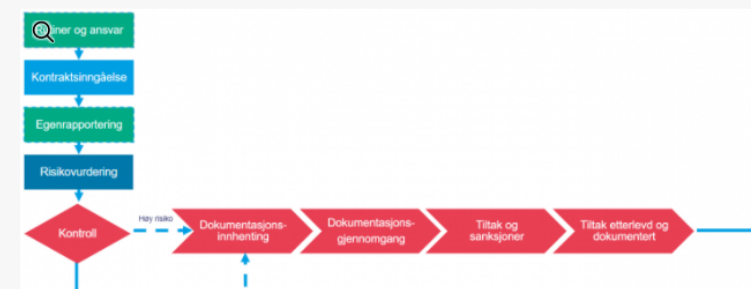 og ansvar
Kontraktsinngåelse
Egenrapportering
Risikovurdering
Kontroll
Høy risiko
Dokumentasjons-
innhenting
Dokumentasjons-
gjennomgang
Tiltak og
sanksjoner
Tiltak etterlevd og
dokumentert